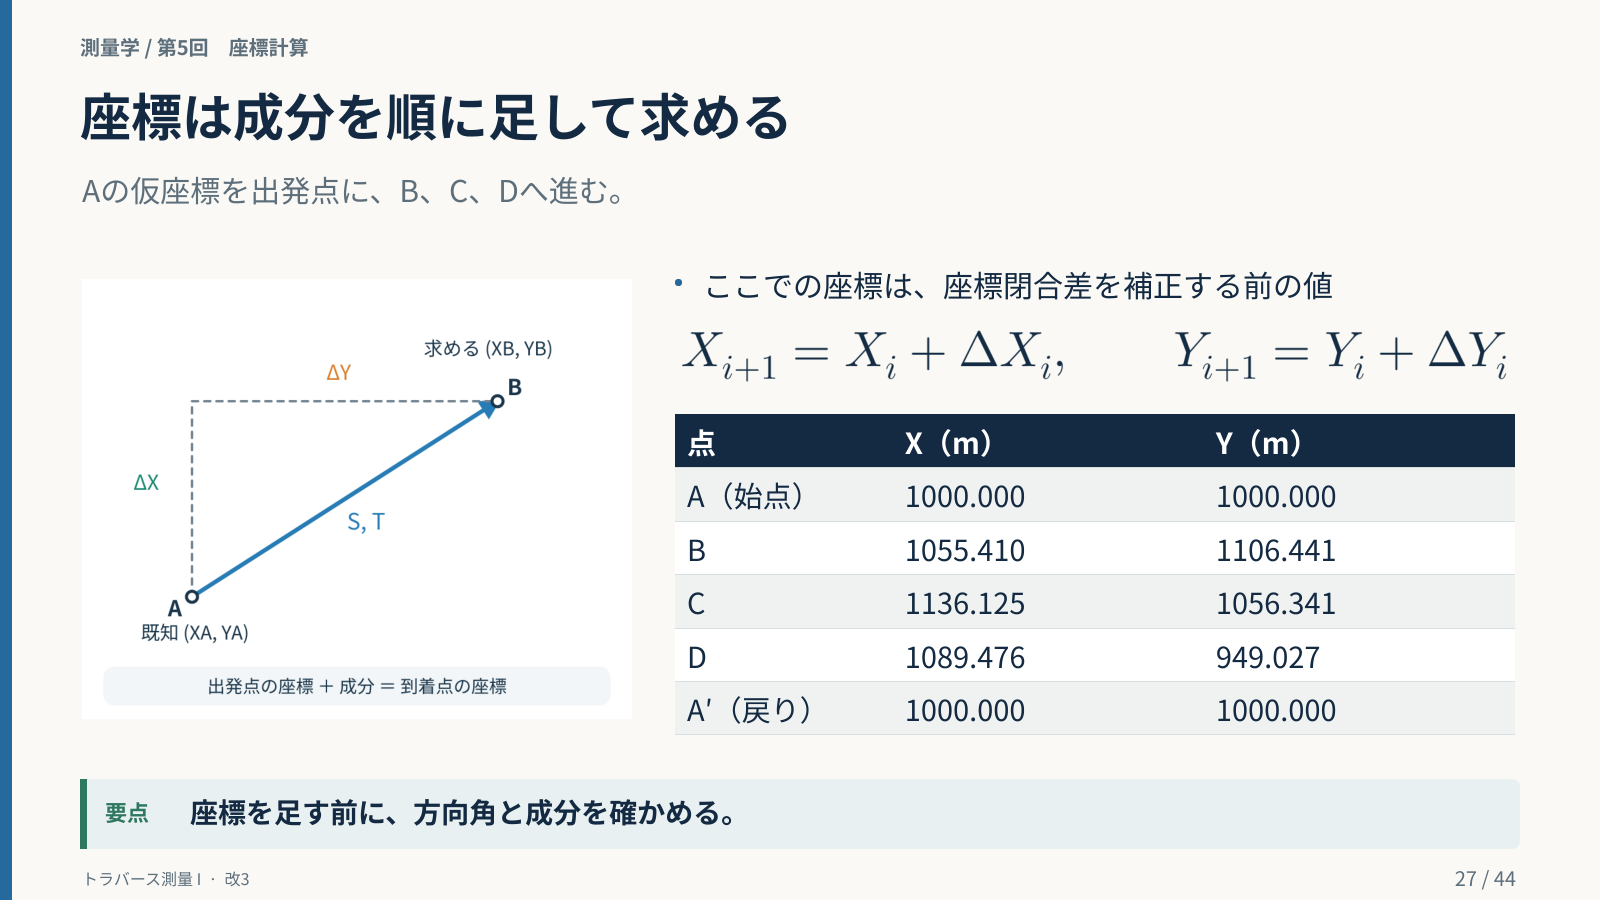 測量学 / 第5回　座標計算
座標は成分を順に足して求める
Aの仮座標を出発点に、B、C、Dへ進む。
求める (XB, YB)
ΔY
B
ΔX
S, T
A
既知 (XA, YA)
出発点の座標 ＋ 成分 ＝ 到着点の座標
• ここでの座標は、座標閉合差を補正する前の値
X_{i+1} = X_i + ΔX_i,　Y_{i+1} = Y_i + ΔY_i
点　X（m）　Y（m）
A（始点）　1000.000　1000.000
B　1055.410　1106.441
C　1136.125　1056.341
D　1089.476　949.027
A′（戻り）　1000.000　1000.000
要点　座標を足す前に、方向角と成分を確かめる。
トラバース測量 I · 改3
27 / 44